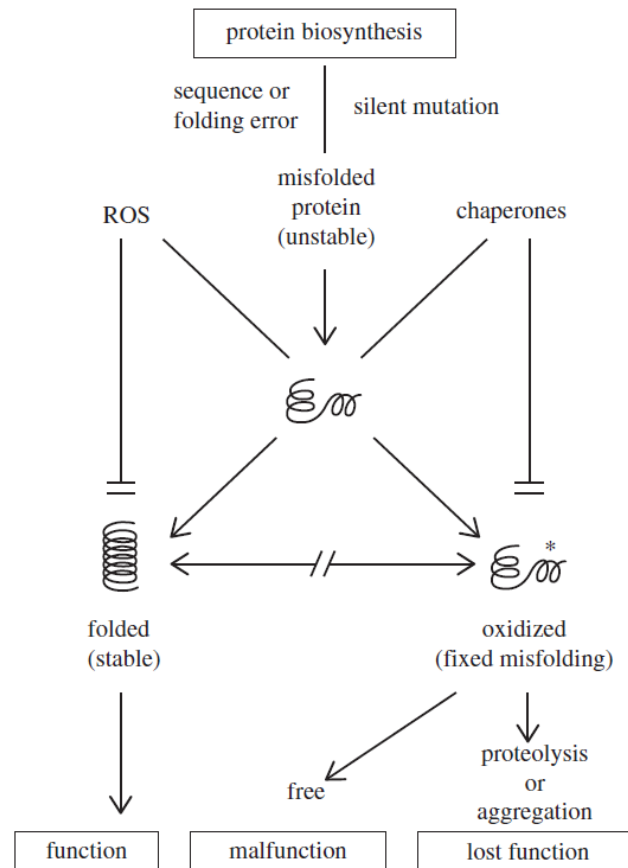 protein biosynthesis
sequence or
folding error
silent mutation
misfolded
protein
(unstable)
ROS
chaperones
*
folded
(stable)
oxidized
(fixed misfolding)
free
proteolysis
or
aggregation
function
malfunction
lost function